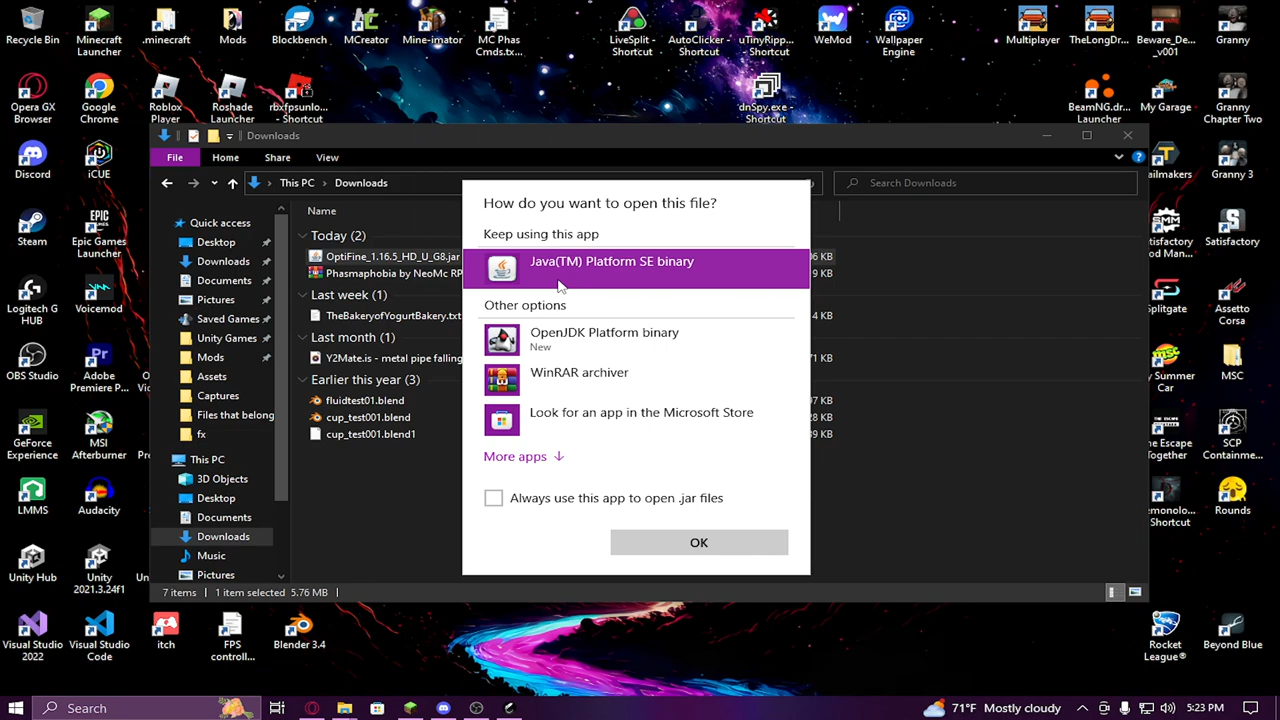 Recycle Bin
Minecraft Launcher
.minecraft
Mods
Blockbench
MCreator
Mine-imator
MC Phas Cmds.tx...
LiveSplit - Shortcut
AutoClicker - Shortcut
uTinyRipp... - Shortcut
WeMod
Wallpaper Engine
Multiplayer
TheLongDr...
Beware_De... _v001
Granny
Opera GX Browser
Google Chrome
Roblox Player
Roshade Launcher
rbxfpsunlo... - Shortcut
dnSpy.exe - Shortcut
BeamNG.dr... Launcher
My Garage
Granny Chapter Two
Downloads
File
Home
Share
View
This PC
Downloads
Search Downloads
Discord
iCUE
Steam
Epic Games Launcher
Logitech G HUB
Voicemod
OBS Studio
Adobe Premiere P...
GeForce Experience
MSI Afterburner
LMMS
Audacity
Unity Hub
Unity 2021.3.24f1
Visual Studio 2022
Visual Studio Code
itch
FPS controll...
Blender 3.4
Quick access
Desktop
Downloads
Documents
Pictures
Saved Games
Unity Games
Mods
Assets
Captures
Files that belong
fx
This PC
3D Objects
Desktop
Documents
Downloads
Music
Pictures
Name
Today (2)
OptiFine_1.16.5_HD_U_G8.jar
Phasmophobia by NeoMc RP
Last week (1)
TheBakeryofYogurtBakery.txt
Last month (1)
Y2Mate.is - metal pipe falling
Earlier this year (3)
fluidtest01.blend
cup_test001.blend
cup_test001.blend1
How do you want to open this file?
Keep using this app
Java(TM) Platform SE binary
Other options
OpenJDK Platform binary
New
WinRAR archiver
Look for an app in the Microsoft Store
More apps
Always use this app to open .jar files
OK
7 items
1 item selected
5.76 MB
Granny 3
Satisfactory
Assetto Corsa
MSC
SCP Containme...
Rounds
Rocket League®
Beyond Blue
Search
71°F Mostly cloudy
5:23 PM